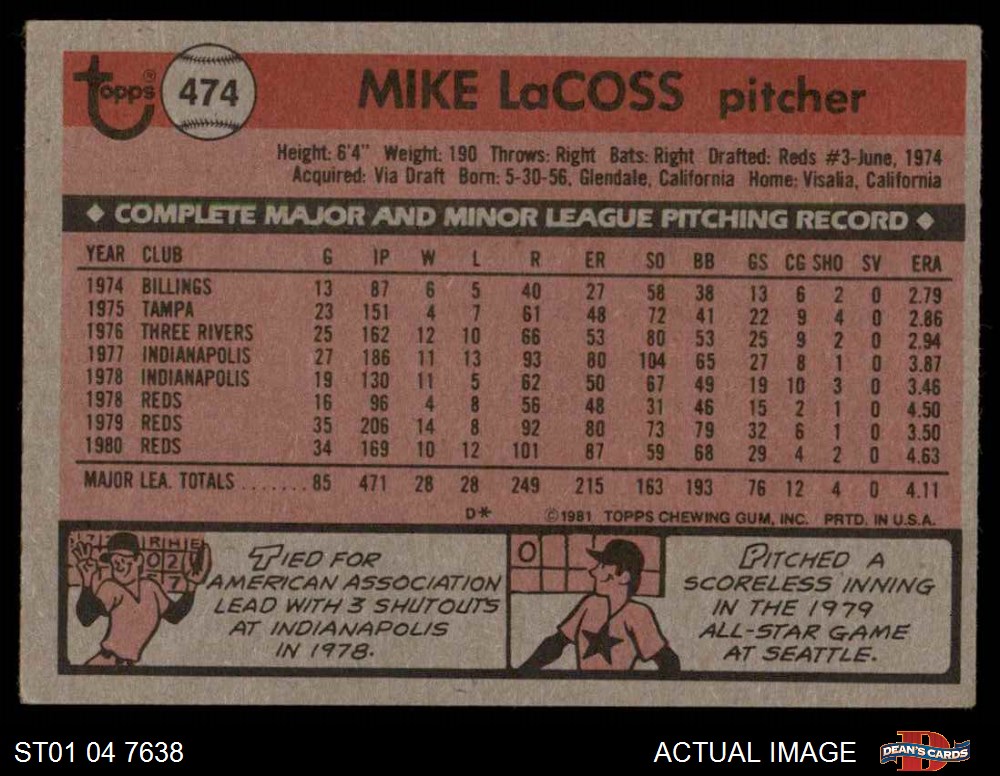 topps® 474 MIKE LaCOSS pitcher
Height: 6'4" Weight: 190 Throws: Right Bats: Right Drafted: Reds #3-June, 1974
Acquired: Via Draft Born: 5-30-56, Glendale, California Home: Visalia, California
◆ COMPLETE MAJOR AND MINOR LEAGUE PITCHING RECORD ◆
YEAR CLUB G IP W L R ER SO BB GS CG SHO SV ERA
1974 BILLINGS 13 87 6 5 40 27 58 38 13 6 2 0 2.79
1975 TAMPA 23 151 4 7 61 48 72 41 22 9 4 0 2.86
1976 THREE RIVERS 25 162 12 10 66 53 80 53 25 9 2 0 2.94
1977 INDIANAPOLIS 27 186 11 13 93 80 104 65 27 8 1 0 3.87
1978 INDIANAPOLIS 19 130 11 5 62 50 67 49 19 10 3 0 3.46
1978 REDS 16 96 4 8 56 48 31 46 15 2 1 0 4.50
1979 REDS 35 206 14 8 92 80 73 79 32 6 1 0 3.50
1980 REDS 34 169 10 12 101 87 59 68 29 4 2 0 4.63
MAJOR LEA. TOTALS ....... 85 471 28 28 249 215 163 193 76 12 4 0 4.11
D* ©1981 TOPPS CHEWING GUM, INC. PRTD. IN U.S.A.
RHE
02
7
TIED FOR
AMERICAN ASSOCIATION
LEAD WITH 3 SHUTOUTS
AT INDIANAPOLIS
IN 1978.
0
PITCHED A
SCORELESS INNING
IN THE 1979
ALL-STAR GAME
AT SEATTLE.
ST01 04 7638 ACTUAL IMAGE D DEAN'S CARDS